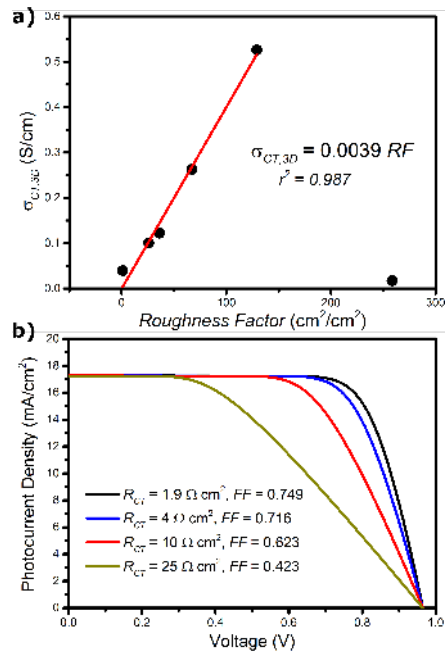 a)
0.6
0.5
0.4
0.3
0.2
0.1
0.0
σCT,3D (S/cm)
σCT,3D = 0.0039 RF
r² = 0.987
0 100 200 300
Roughness Factor (cm²/cm²)
b)
20
18
16
14
12
10
8
6
4
2
0
Photocurrent Density (mA/cm²)
RCT = 1.9 Ω cm², FF = 0.749
RCT = 4 Ω cm², FF = 0.716
RCT = 10 Ω cm², FF = 0.623
RCT = 25 Ω cm², FF = 0.423
0.0 0.2 0.4 0.6 0.8 1.0
Voltage (V)